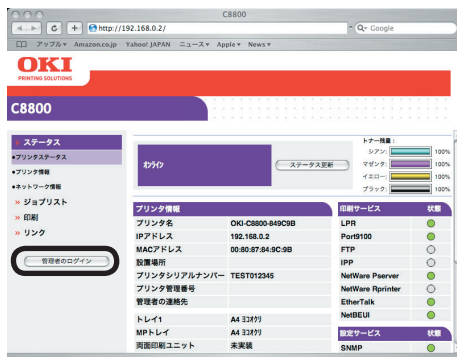 C8800
http://192.168.0.2/
Google
アップル▼ Amazon.co.jp Yahoo! JAPAN ニュース▼ Apple▼ News▼
OKI
PRINTING SOLUTIONS
C8800
» ステータス
●プリンタステータス
●プリンタ情報
●ネットワーク情報
» ジョブリスト
» 印刷
» リンク
管理者のログイン
オンライン
ステータス更新
トナー残量：
シアン: 100%
マゼンタ: 100%
イエロー: 100%
ブラック: 100%
プリンタ情報
プリンタ名 OKI-C8800-849C9B
IPアドレス 192.168.0.2
MACアドレス 00:80:87:84:9C:9B
設置場所
プリンタシリアルナンバー TEST012345
プリンタ管理番号
管理者の連絡先
トレイ1 A4 ヨコオクリ
MPトレイ A4 ヨコオクリ
両面印刷ユニット 未実装
印刷サービス 状態
LPR
Port9100
FTP
IPP
NetWare Pserver
NetWare Rprinter
EtherTalk
NetBEUI
設定サービス 状態
SNMP